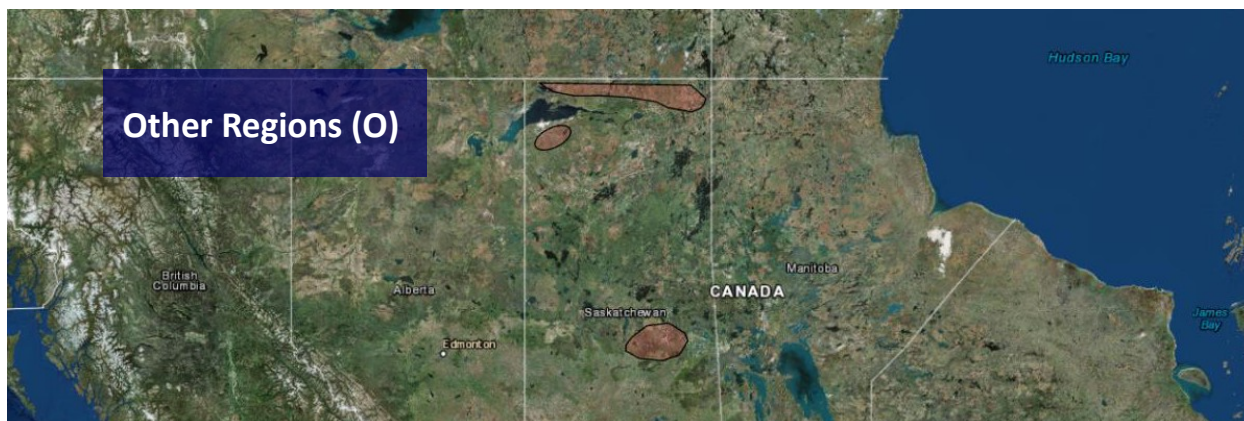 Other Regions (O)
Hudson Bay
British
Columbia
Alberta
Manitoba
CANADA
Saskatchewan
Edmonton
James
Bay